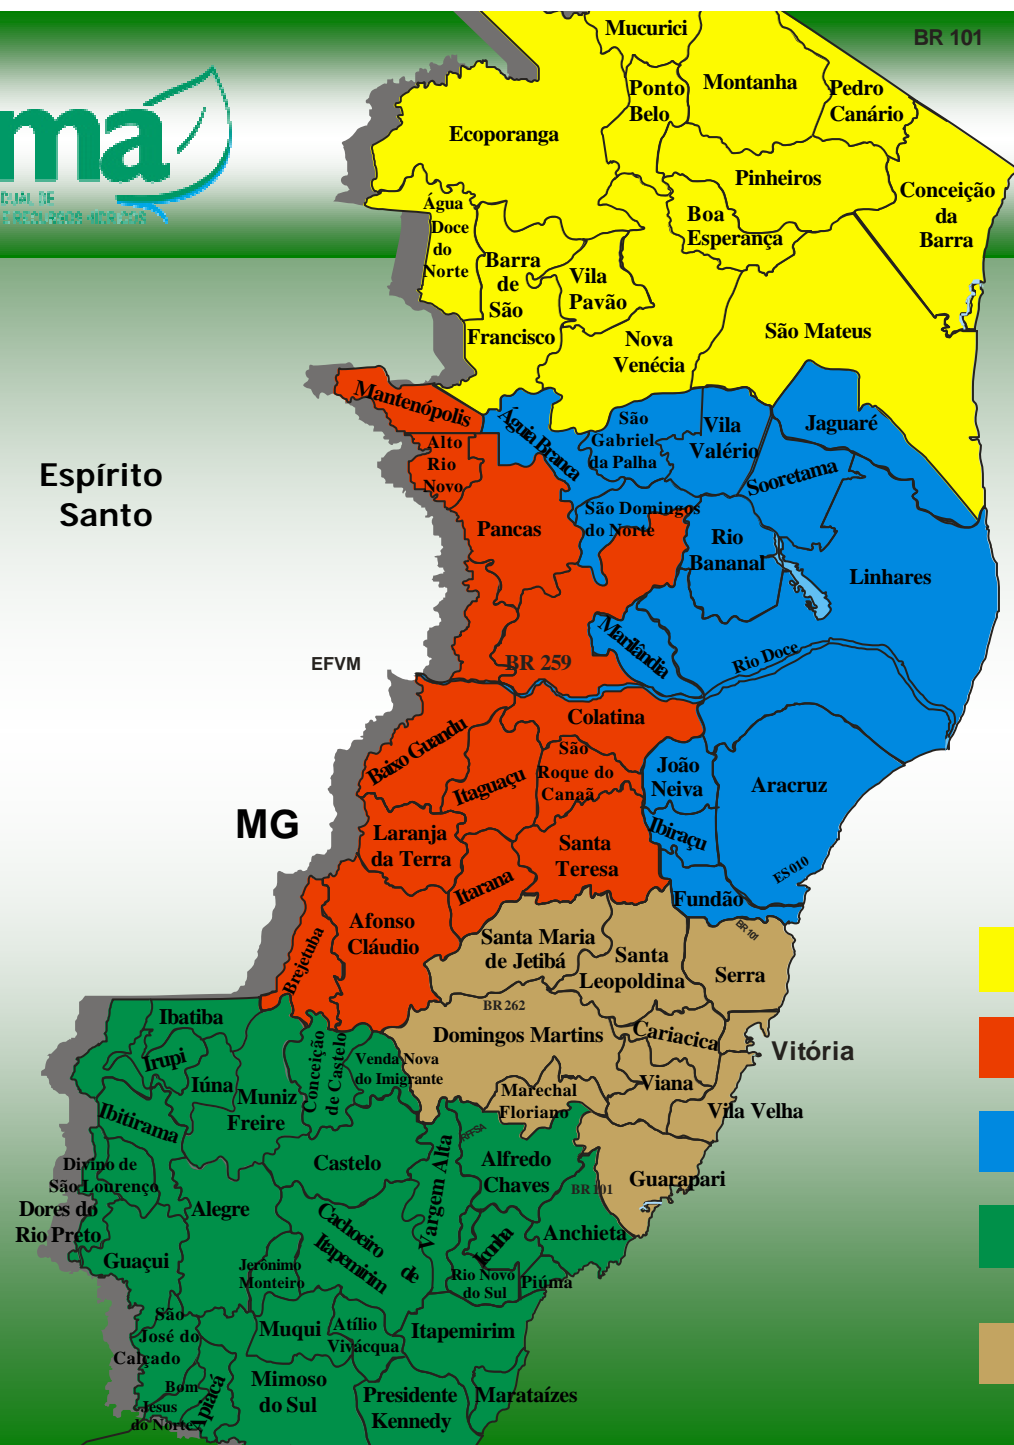 BR 101
ma
DUAL DE
Mucurici
Montanha
Ponto
Belo
Pedro
Canário
Ecoporanga
Pinheiros
Conceição
da
Barra
Água
Doce
do
Norte
Boa
Esperança
Barra
de
São
Francisco
Vila
Pavão
Nova
Venécia
São Mateus
Mantenópolis
Águia Branca
São
Gabriel
da Palha
Vila
Valério
Jaguaré
Alto
Rio
Novo
Sooretama
Espírito
Santo
Pancas
São Domingos
do Norte
Rio
Bananal
Linhares
Marilândia
Rio Doce
EFVM
BR 259
Colatina
Baixo Guandu
Itaguaçu
São
Roque do
Canaã
João
Neiva
Aracruz
MG
Laranja
da Terra
Itarana
Santa
Teresa
Ibiraçu
ES 010
Fundão
Afonso
Cláudio
Brejetuba
Santa Maria
de Jetibá
Santa
Leopoldina
BR 101
Serra
BR 262
Ibatiba
Irupi
Iúna
Muniz
Freire
Conceição
de Castelo
Venda Nova
do Imigrante
Domingos Martins
Cariacica
Vitória
Viana
Marechal
Floriano
Vila Velha
Ibitirama
RFFSA
Divino de
São Lourenço
Castelo
Vargem Alta
Alfredo
Chaves
BR 101
Guarapari
Dores do
Rio Preto
Alegre
Cachoeiro
de
Itapemirim
Iconha
Anchieta
Guaçui
Jerônimo
Monteiro
Rio Novo
do Sul
Piúma
São
José do
Calçado
Muqui
Atílio
Vivácqua
Itapemirim
Bom
Jesus
do Norte
Apiacá
Mimoso
do Sul
Presidente
Kennedy
Marataízes